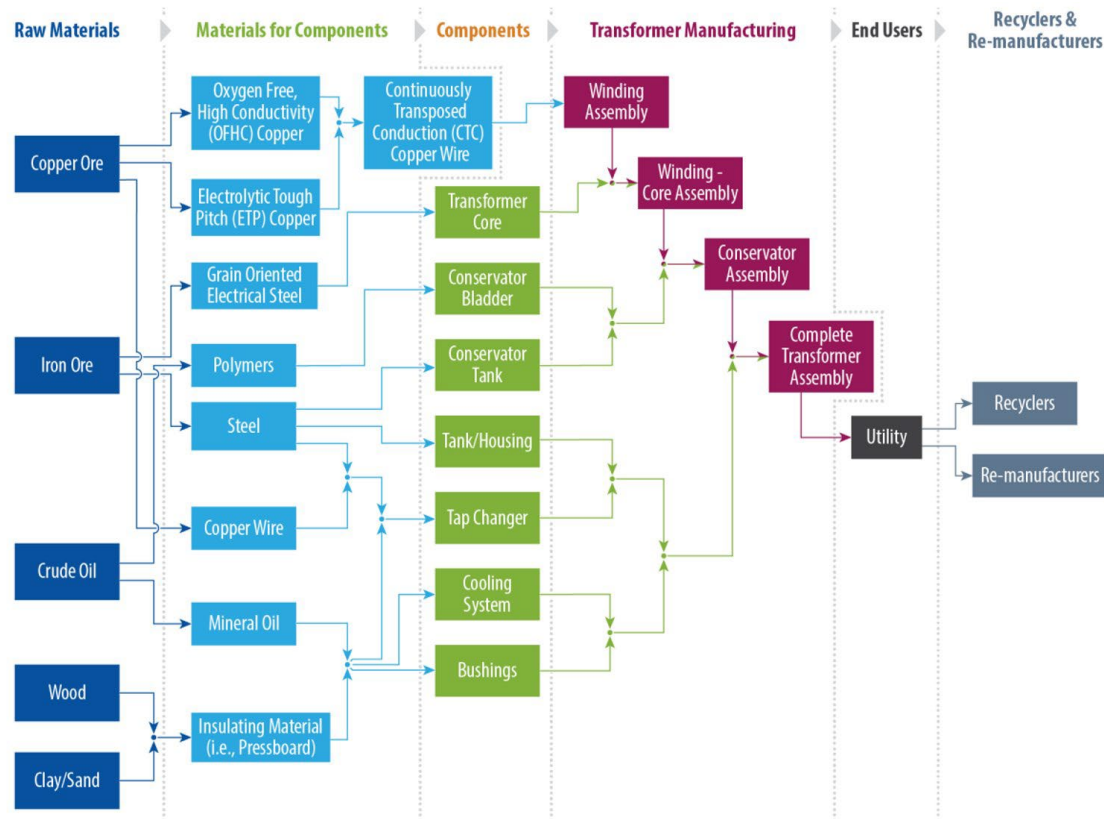 Raw Materials
Materials for Components
Components
Transformer Manufacturing
End Users
Recyclers &
Re-manufacturers
Copper Ore
Iron Ore
Crude Oil
Wood
Clay/Sand
Oxygen Free,
High Conductivity
(OFHC) Copper
Electrolytic Tough
Pitch (ETP) Copper
Grain Oriented
Electrical Steel
Polymers
Steel
Copper Wire
Mineral Oil
Insulating Material
(i.e., Pressboard)
Continuously
Transposed
Conduction (CTC)
Copper Wire
Transformer
Core
Conservator
Bladder
Conservator
Tank
Tank/Housing
Tap Changer
Cooling
System
Bushings
Winding
Assembly
Winding -
Core Assembly
Conservator
Assembly
Complete
Transformer
Assembly
Utility
Recyclers
Re-manufacturers